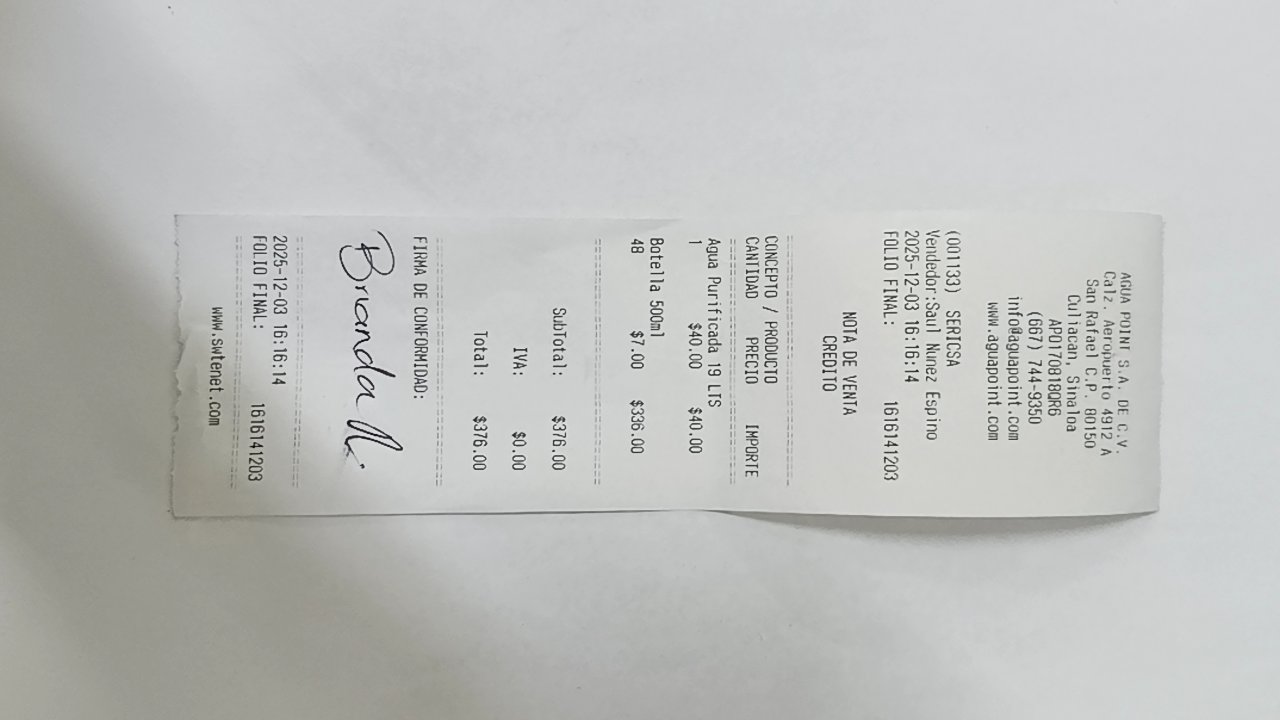 AGUA POINT S.A. DE C.V.
Calz. Aeropuerto 4912 A
San Rafael C.P. 80150
Culiacan, Sinaloa
APO170818QR6
(667) 744-9350
info@aguapoint.com
www.aguapoint.com
(001133) SERIOSA
Vendedor:Saul Nunez Espino
2025-12-03 16:16:14
FOLIO FINAL: 1616141203
NOTA DE VENTA
CREDITO
CONCEPTO / PRODUCTO
CANTIDAD PRECIO IMPORTE
Agua Purificada 19 LTS
1 $40.00 $40.00
Botella 500ml
48 $7.00 $336.00
SubTotal: $376.00
IVA: $0.00
Total: $376.00
FIRMA DE CONFORMIDAD:
Brianda
2025-12-03 16:16:14
FOLIO FINAL: 1616141203
www.swtenet.com